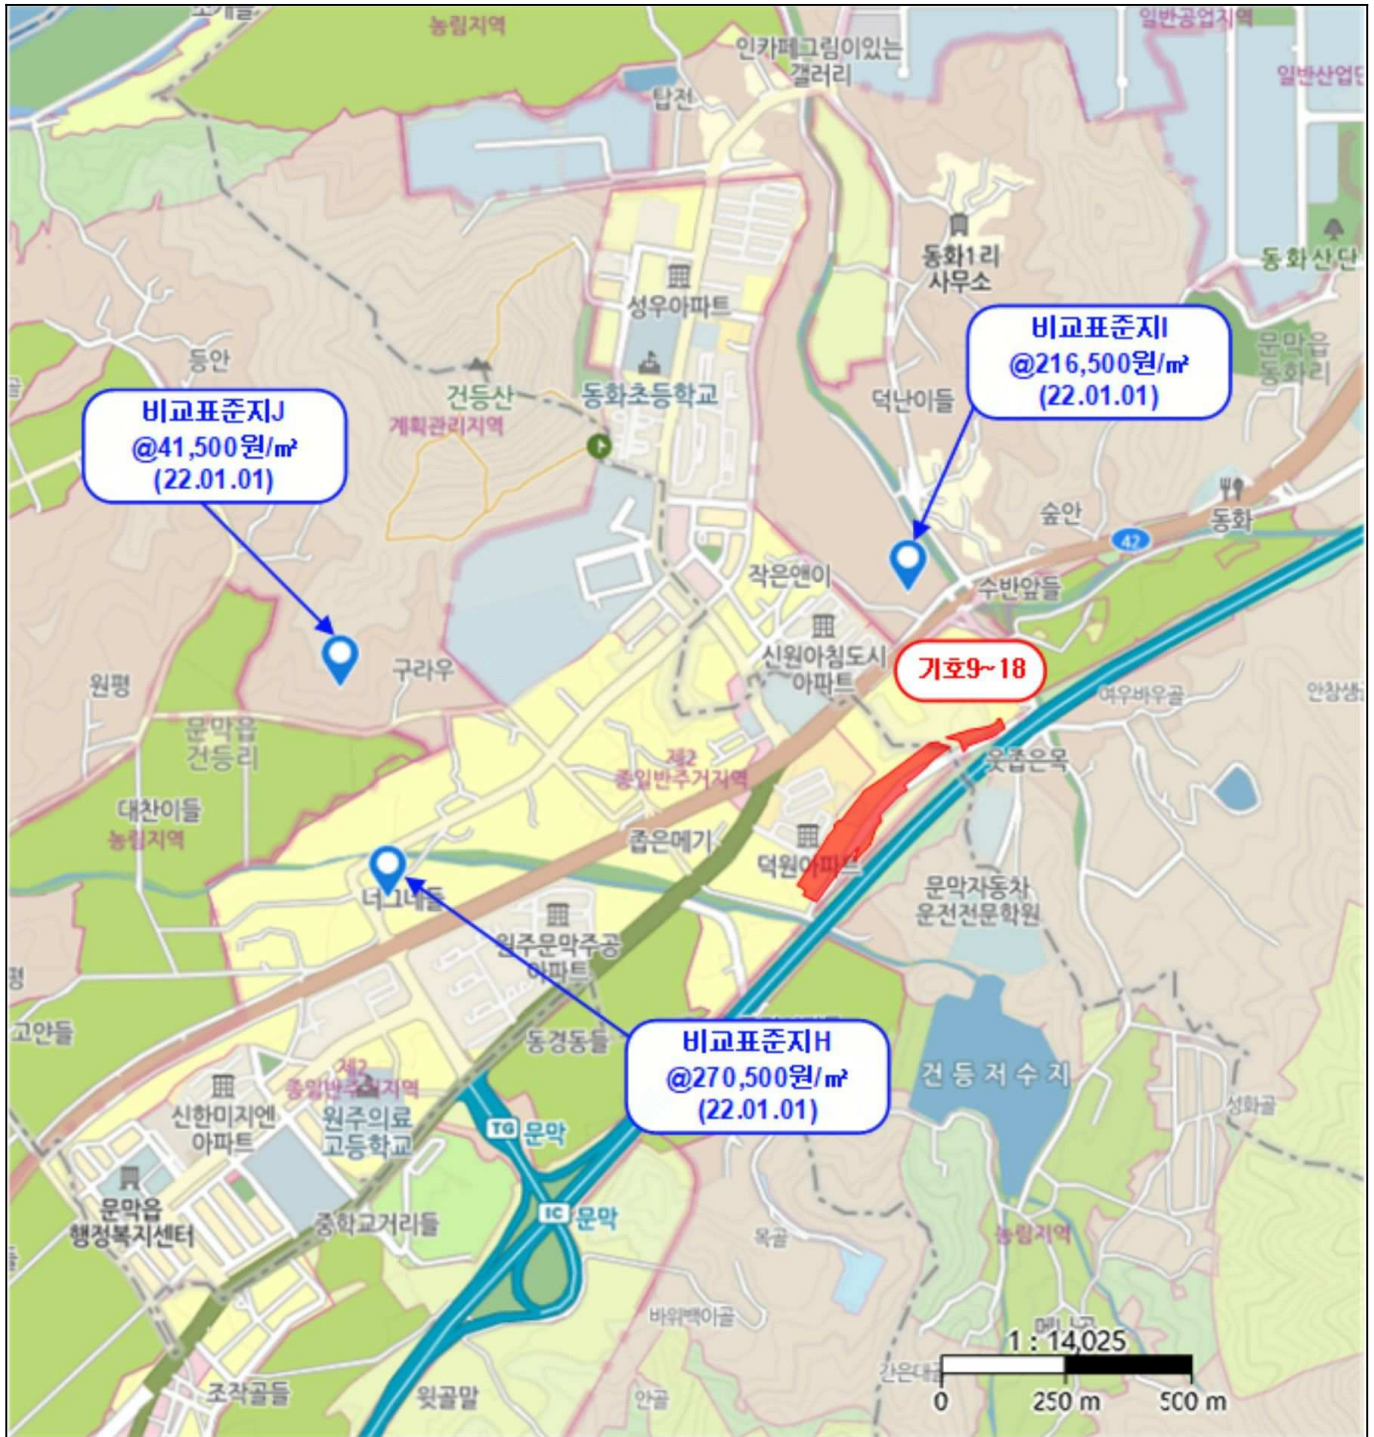 농림지역
일반공업지역
인카페그림이있는
갤러리
일반산업단
탑전
동화1리
사무소
동화산단
성우아파트
비교표준지I
@216,500원/㎡
(22.01.01)
문막읍
동화리
등안
건등산
동화초등학교
계획관리지역
덕난이들
비교표준지J
@41,500원/㎡
(22.01.01)
숲안
동화
42
작은앤이
수반앞들
신원아침도시
아파트
기호9~18
구라우
원평
여우바우골
안참샘골
문막읍
건등리
제2
종일반주거지역
웃좁은목
대찬이들
농림지역
좁은메기
덕원아파트
너그네들
문막자동차
운전전문학원
원주문막주공
아파트
평
고얀들
동경동들
비교표준지H
@270,500원/㎡
(22.01.01)
건등저수지
제2
종일반주거지역
신한미지엔
아파트
원주의료
고등학교
성화골
TG 문막
문막읍
행정복지센터
중학교거리들
IC 문막
목골
농림지역
바위백이골
1 : 14,025
간은대골
조작골들
윗골말
안골
0
250 m
500 m